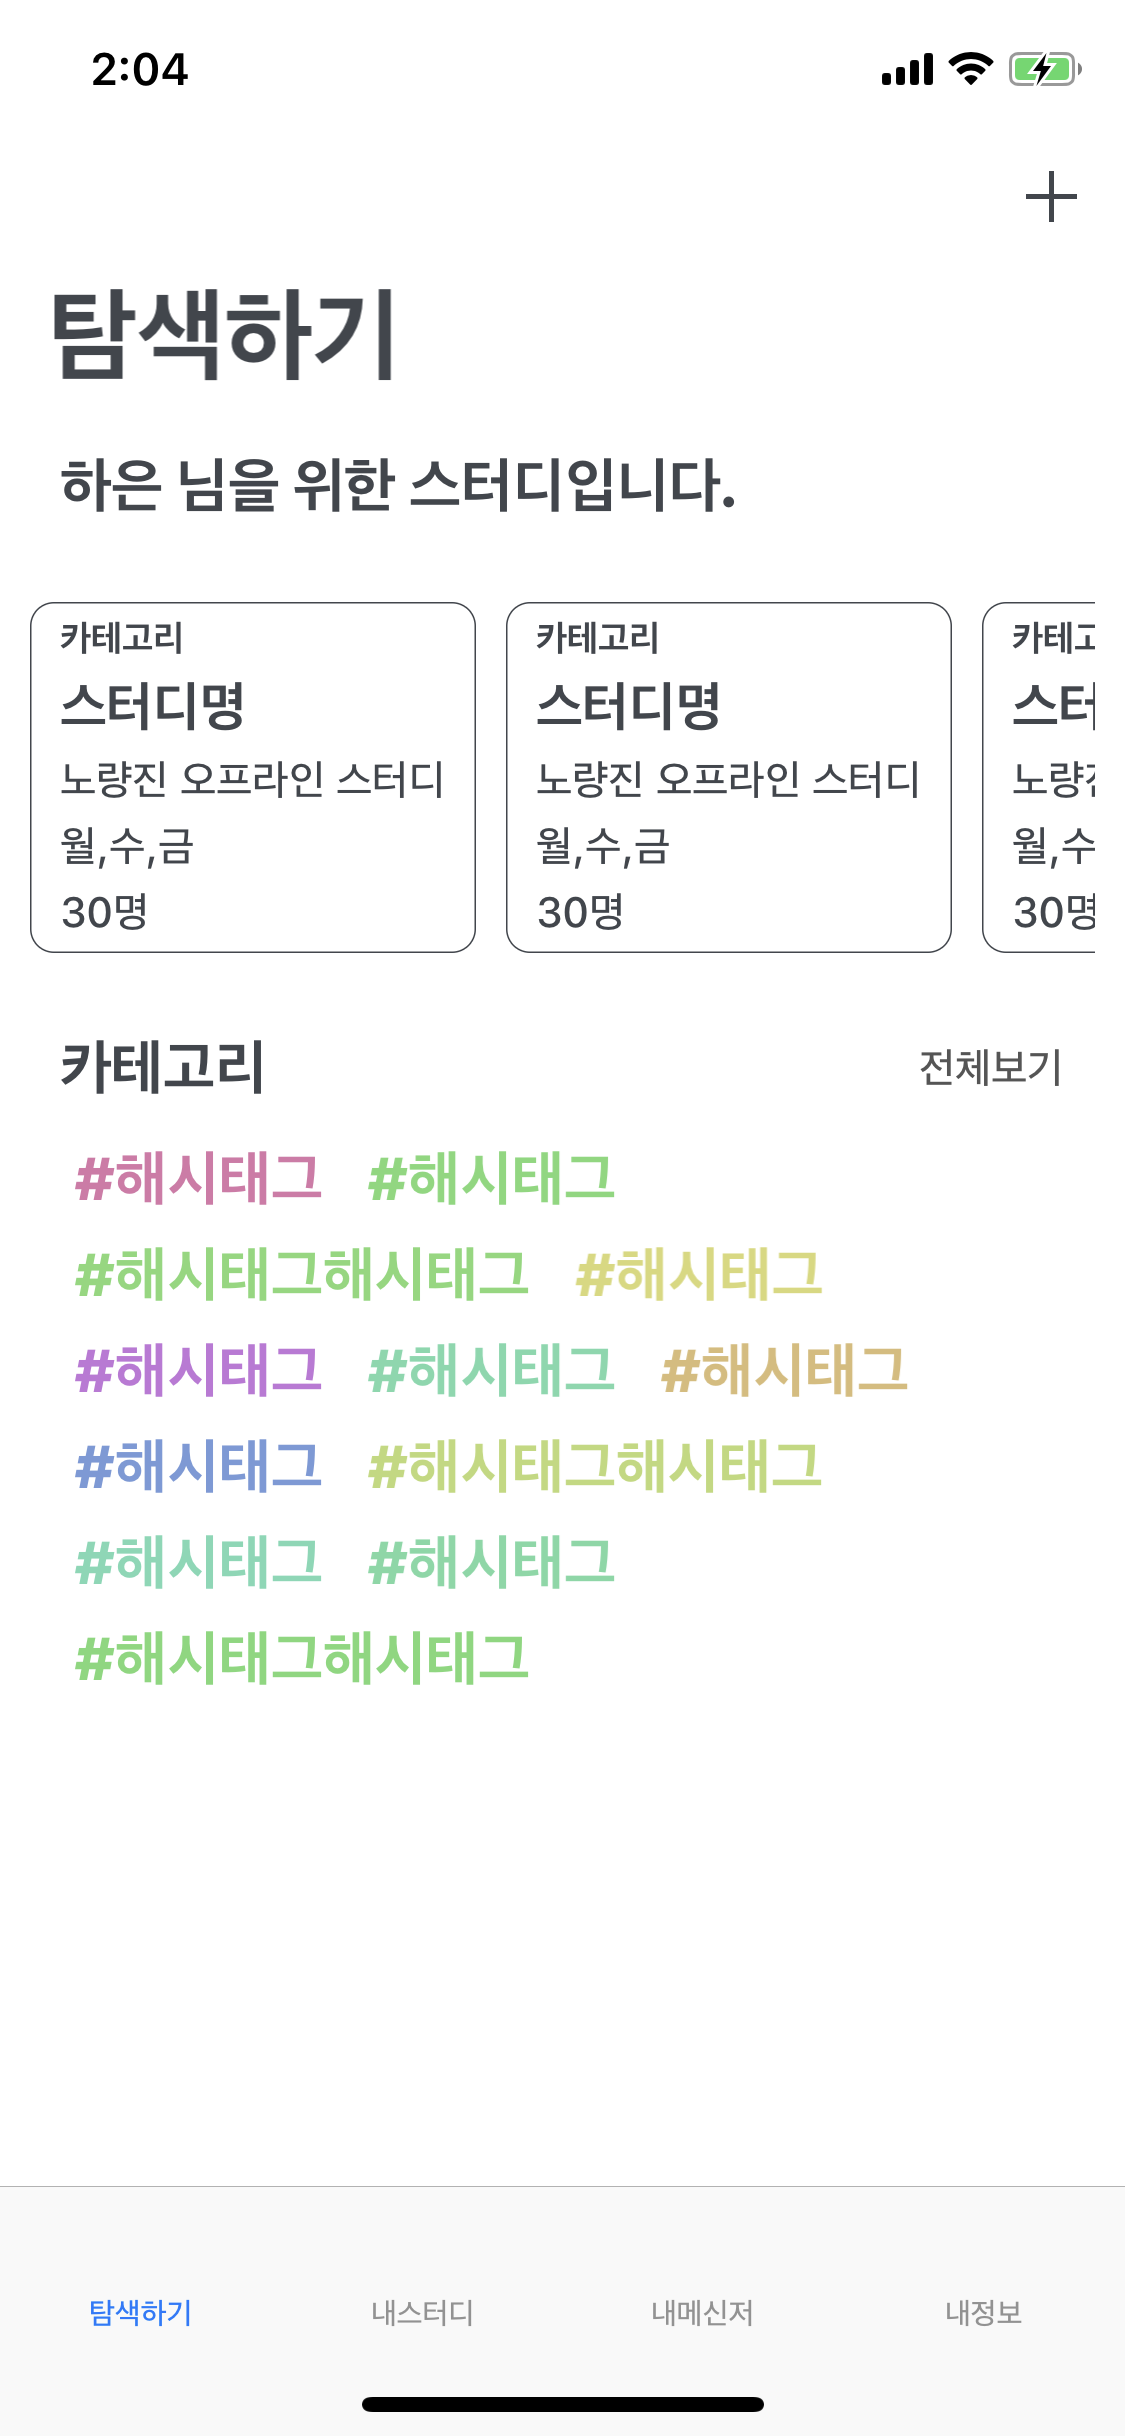 2:04
탐색하기
하은 님을 위한 스터디입니다.
카테고리
스터디명
노량진 오프라인 스터디
월,수,금
30명
카테고리
스터디명
노량진 오프라인 스터디
월,수,금
30명
카테고
스터
노량진
월,수
30명
카테고리 전체보기
#해시태그 #해시태그
#해시태그해시태그 #해시태그
#해시태그 #해시태그 #해시태그
#해시태그 #해시태그해시태그
#해시태그 #해시태그
#해시태그해시태그
탐색하기 내스터디 내메신저 내정보